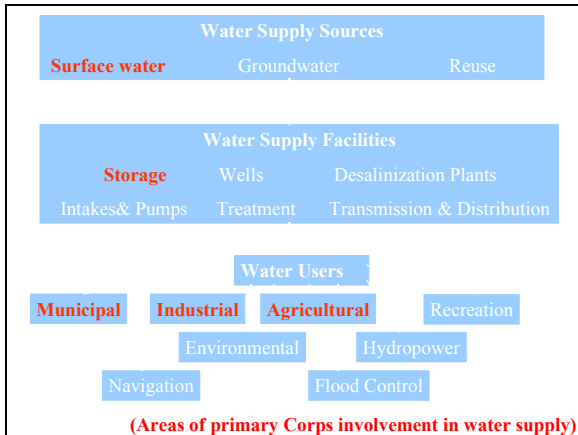 Water Supply Sources
Surface water Groundwater Reuse
Water Supply Facilities
Storage Wells Desalinization Plants
Intakes& Pumps Treatment Transmission & Distribution
Water Users
Municipal Industrial Agricultural Recreation
Environmental Hydropower
Navigation Flood Control
(Areas of primary Corps involvement in water supply)